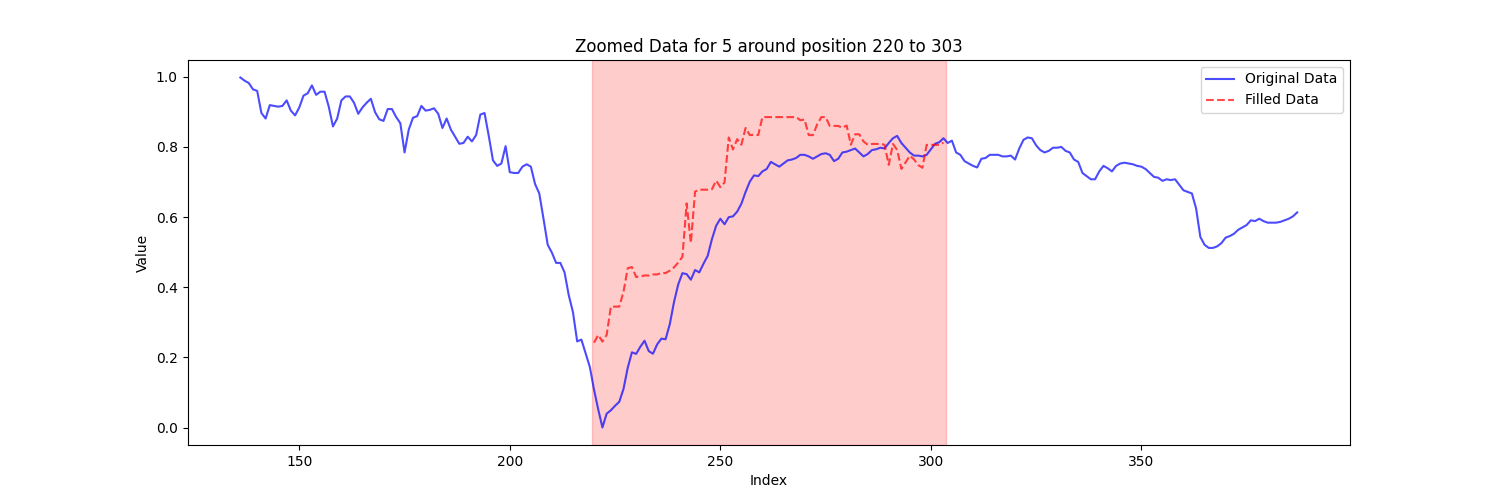 Zoomed Data for 5 around position 220 to 303
Original Data
Filled Data
Value
1.0
0.8
0.6
0.4
0.2
0.0
150
200
250
300
350
Index